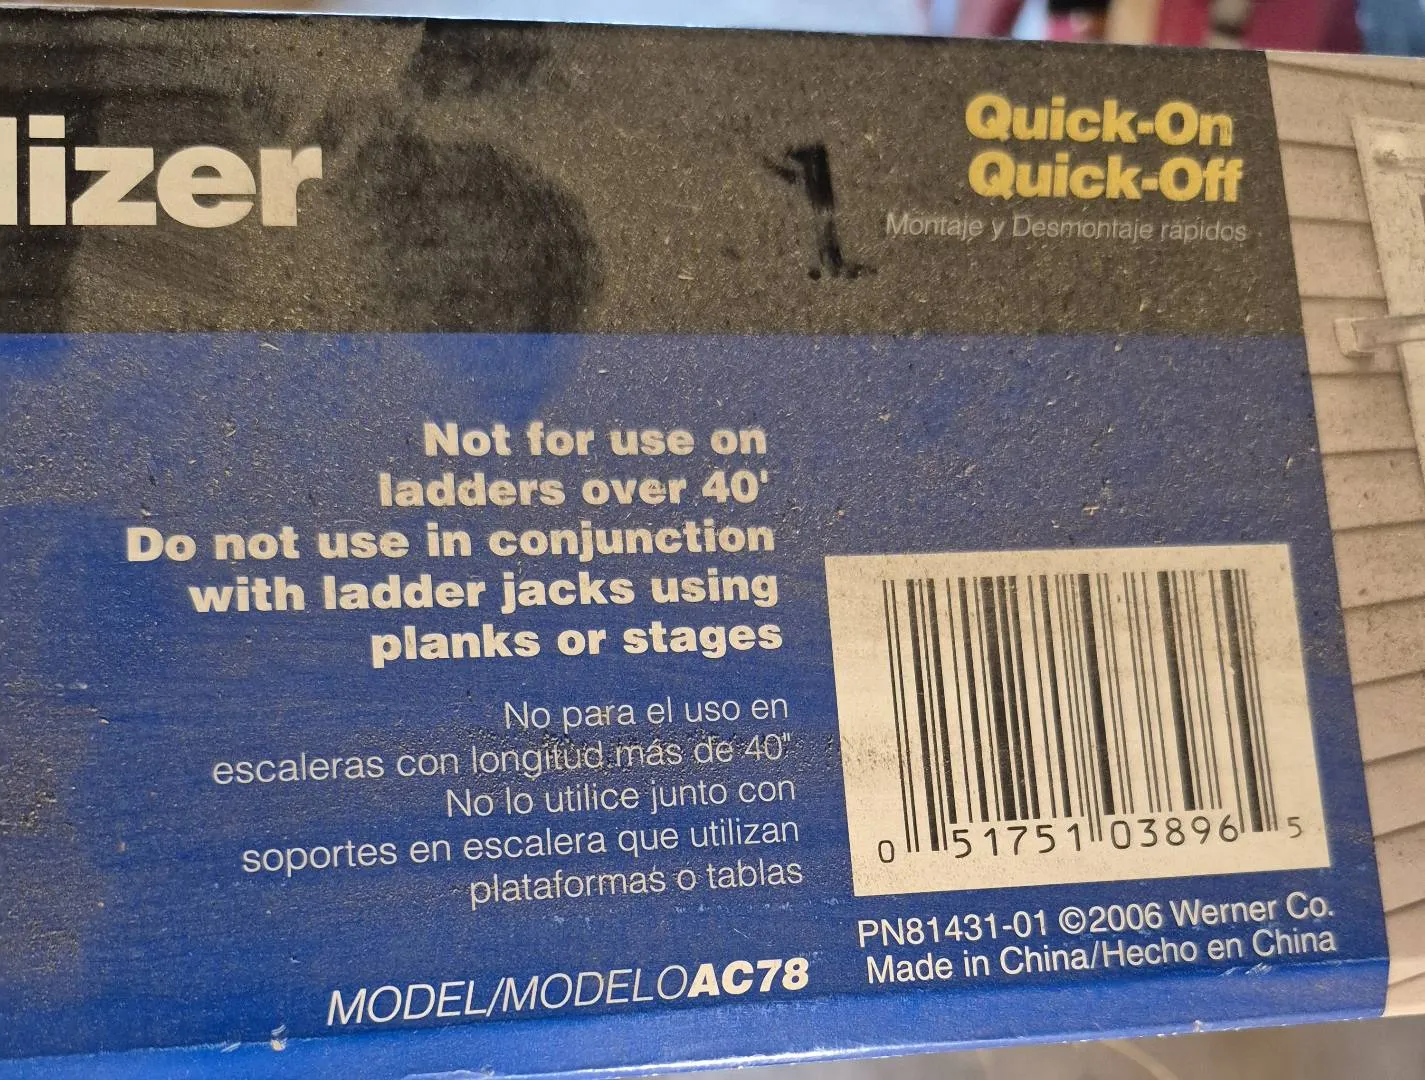 lizer
1
Quick-On
Quick-Off
Montaje y Desmontaje rápidos
Not for use on
ladders over 40'
Do not use in conjunction
with ladder jacks using
planks or stages
No para el uso en
escaleras con longitud más de 40"
No lo utilice junto con
soportes en escalera que utilizan
plataformas o tablas
MODEL/MODELO AC78
0 51751 03896 5
PN81431-01 ©2006 Werner Co.
Made in China/Hecho en China